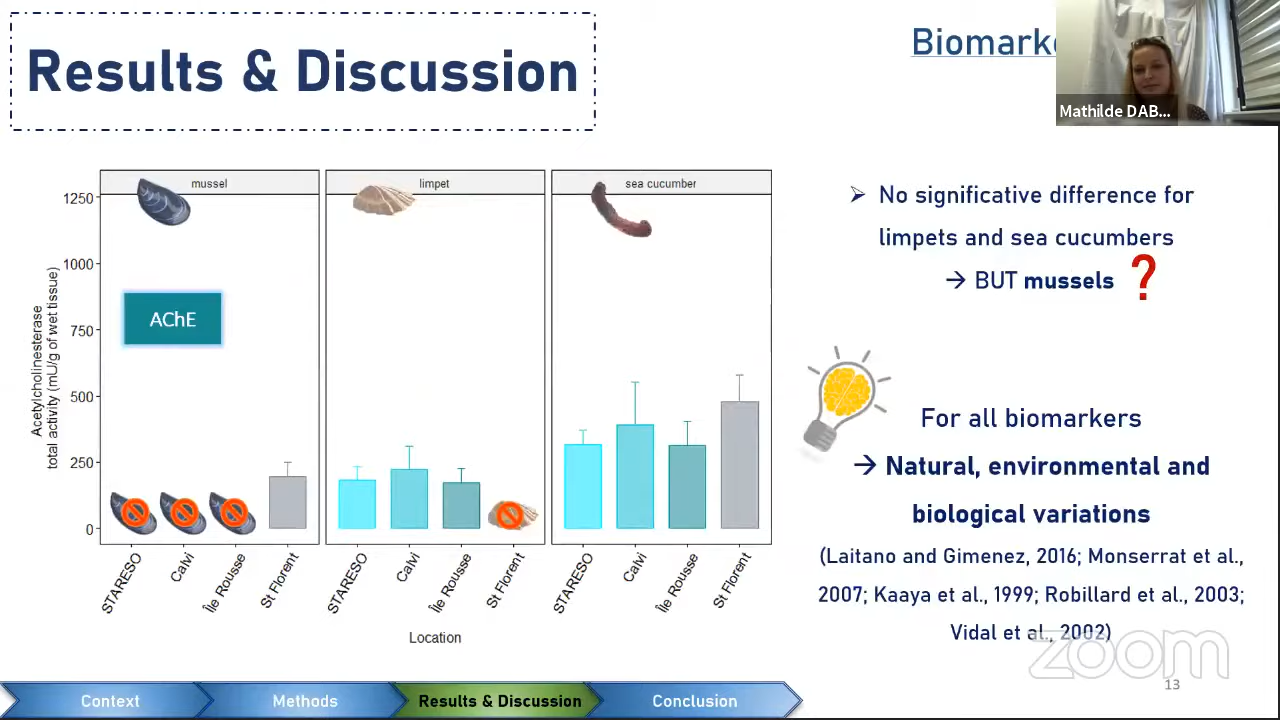 Results & Discussion
Biomark
Mathilde DAB...
mussel
limpet
sea cucumber
1250
1000
750
500
250
0
Acetylcholinesterase
total activity (mU/g of wet tissue)
AChE
STARESO
Calvi
Île Rousse
St Florent
STARESO
Calvi
Île Rousse
St Florent
STARESO
Calvi
Île Rousse
St Florent
Location
➢ No significative difference for
limpets and sea cucumbers
→ BUT mussels ?
For all biomarkers
→ Natural, environmental and
biological variations
(Laitano and Gimenez, 2016; Monserrat et al.,
2007; Kaaya et al., 1999; Robillard et al., 2003;
Vidal et al., 2002)
zoom
13
Context
Methods
Results & Discussion
Conclusion